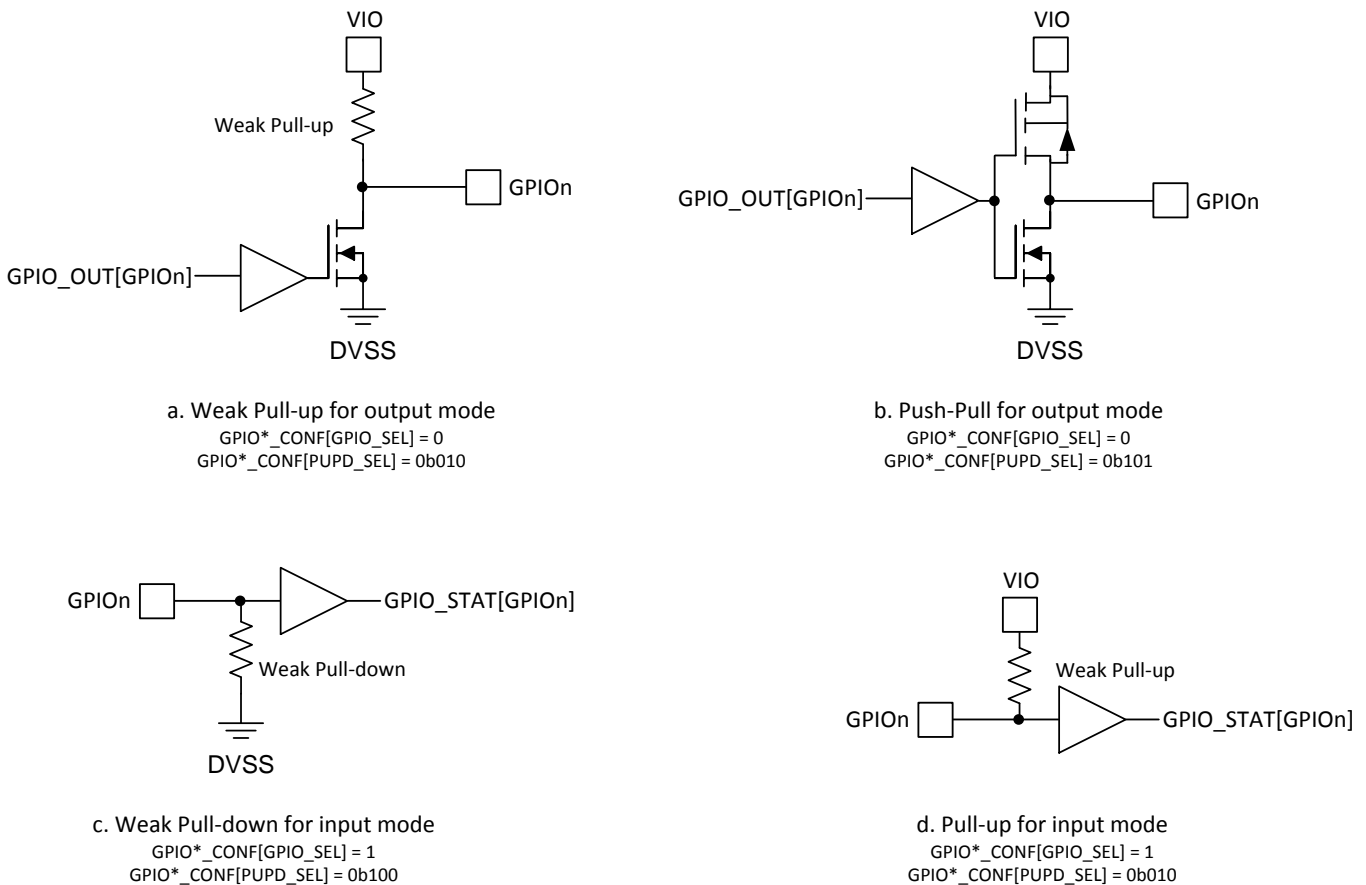 VIO
Weak Pull-up
GPIOn
GPIO_OUT[GPIOn]
DVSS
a. Weak Pull-up for output mode
GPIO*_CONF[GPIO_SEL] = 0
GPIO*_CONF[PUPD_SEL] = 0b010
VIO
GPIO_OUT[GPIOn]
GPIOn
DVSS
b. Push-Pull for output mode
GPIO*_CONF[GPIO_SEL] = 0
GPIO*_CONF[PUPD_SEL] = 0b101
GPIOn
GPIO_STAT[GPIOn]
Weak Pull-down
DVSS
c. Weak Pull-down for input mode
GPIO*_CONF[GPIO_SEL] = 1
GPIO*_CONF[PUPD_SEL] = 0b100
VIO
Weak Pull-up
GPIOn
GPIO_STAT[GPIOn]
d. Pull-up for input mode
GPIO*_CONF[GPIO_SEL] = 1
GPIO*_CONF[PUPD_SEL] = 0b010